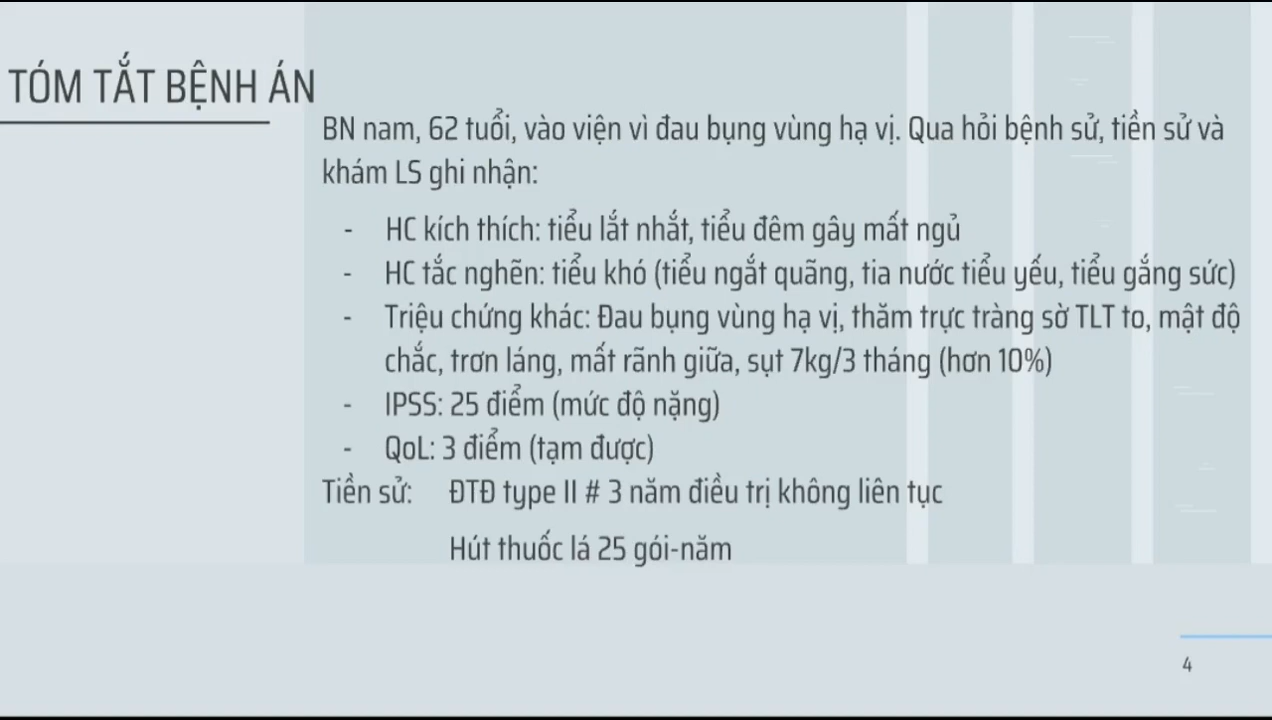 TÓM TẮT BỆNH ÁN
BN nam, 62 tuổi, vào viện vì đau bụng vùng hạ vị. Qua hỏi bệnh sử, tiền sử và
khám LS ghi nhận:
- HC kích thích: tiểu lắt nhắt, tiểu đêm gây mất ngủ
- HC tắc nghẽn: tiểu khó (tiểu ngắt quãng, tia nước tiểu yếu, tiểu gắng sức)
- Triệu chứng khác: Đau bụng vùng hạ vị, thăm trực tràng sờ TLT to, mật độ
chắc, trơn láng, mất rãnh giữa, sụt 7kg/3 tháng (hơn 10%)
- IPSS: 25 điểm (mức độ nặng)
- QoL: 3 điểm (tạm được)
Tiền sử: ĐTĐ type II # 3 năm điều trị không liên tục
Hút thuốc lá 25 gói-năm
4